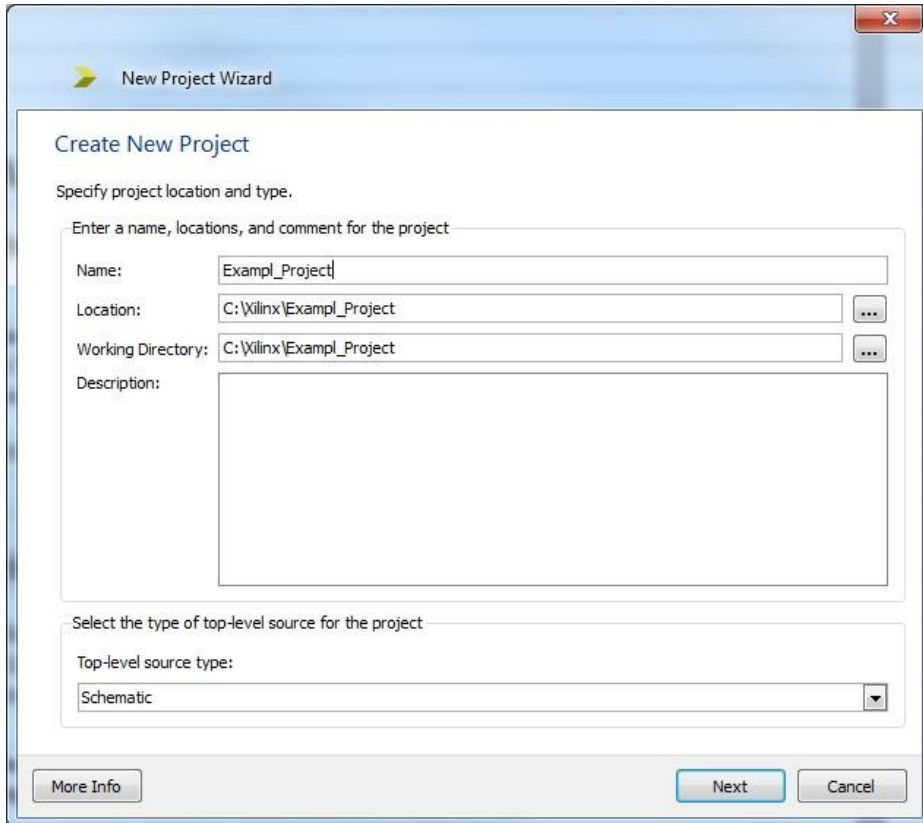 New Project Wizard
Create New Project
Specify project location and type.
Enter a name, locations, and comment for the project
Name: Exampl_Project
Location: C:\Xilinx\Exampl_Project ...
Working Directory: C:\Xilinx\Exampl_Project ...
Description:
Select the type of top-level source for the project
Top-level source type:
Schematic
More Info Next Cancel